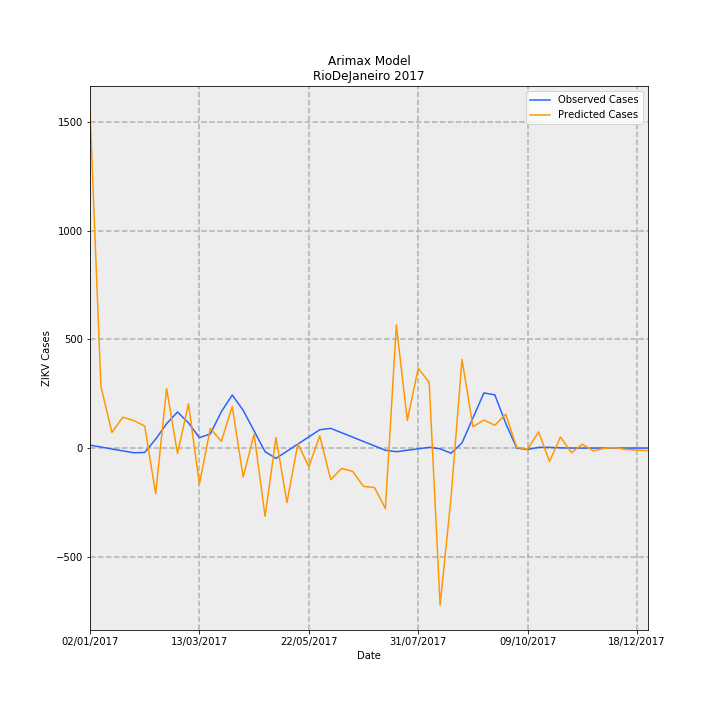 Arimax Model
RioDeJaneiro 2017
Observed Cases
Predicted Cases
1500
1000
500
0
−500
ZIKV Cases
02/01/2017
13/03/2017
22/05/2017
31/07/2017
09/10/2017
18/12/2017
Date